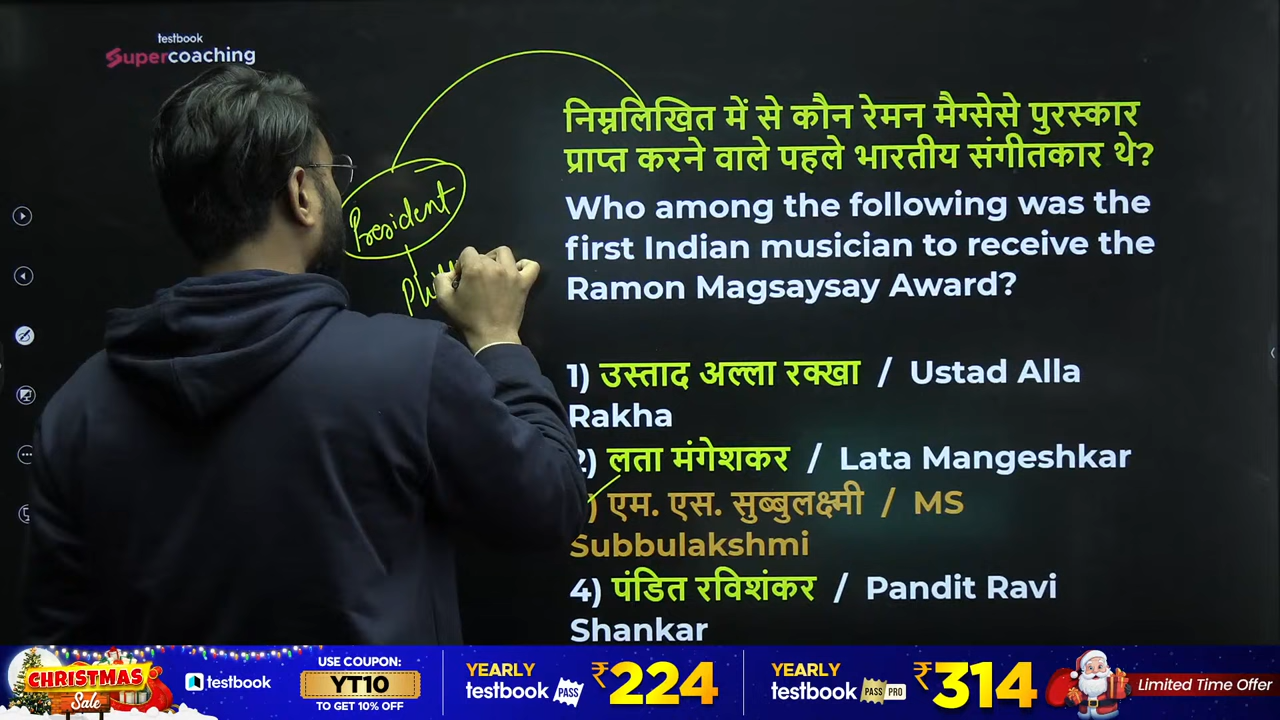 testbook
Supercoaching
निम्नलिखित में से कौन रेमन मैग्सेसे पुरस्कार
प्राप्त करने वाले पहले भारतीय संगीतकार थे?
Who among the following was the
first Indian musician to receive the
Ramon Magsaysay Award?
President
1) उस्ताद अल्ला रक्खा / Ustad Alla
Rakha
2) लता मंगेशकर / Lata Mangeshkar
) एम. एस. सुब्बुलक्ष्मी / MS
Subbulakshmi
4) पंडित रविशंकर / Pandit Ravi
Shankar
CHRISTMAS
Sale
testbook
USE COUPON:
YT10
TO GET 10% OFF
YEARLY
testbook PASS
₹224
YEARLY
testbook PASS PRO
₹314
Limited Time Offer